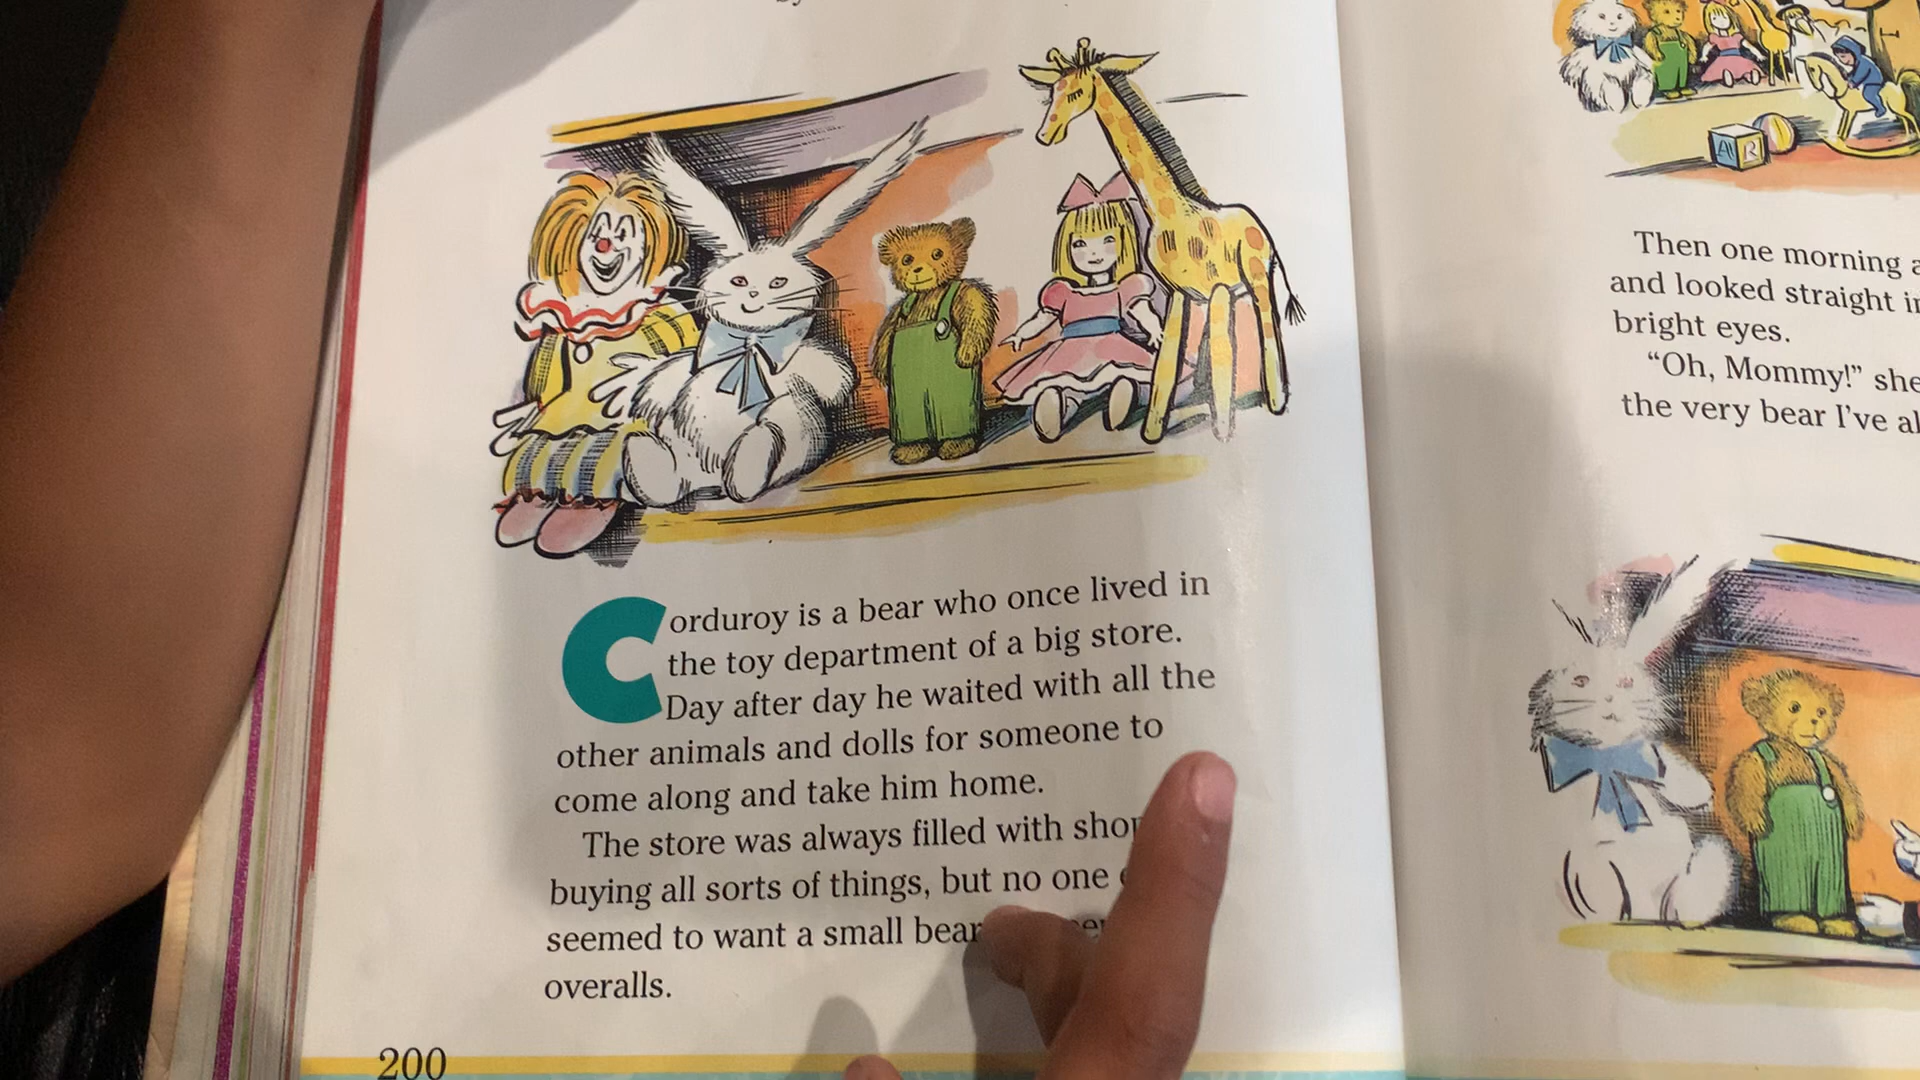 Corduroy is a bear who once lived in
the toy department of a big store.
Day after day he waited with all the
other animals and dolls for someone to
come along and take him home.
The store was always filled with
buying all sorts of things, but no one
seemed to want a small bear
overalls.
200
A R
Then one morning
and looked straight
bright eyes.
“Oh, Mommy!” she
the very bear I’ve